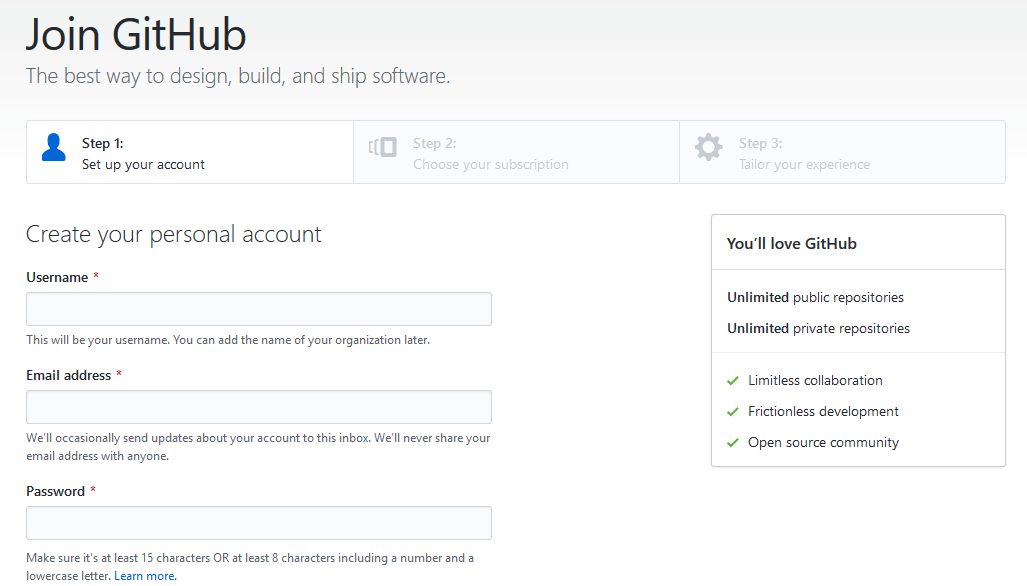 Join GitHub
The best way to design, build, and ship software.
Step 1:
Set up your account
Step 2:
Choose your subscription
Step 3:
Tailor your experience
Create your personal account
Username *
This will be your username. You can add the name of your organization later.
Email address *
We’ll occasionally send updates about your account to this inbox. We’ll never share your
email address with anyone.
Password *
Make sure it's at least 15 characters OR at least 8 characters including a number and a
lowercase letter. Learn more.
You’ll love GitHub
Unlimited public repositories
Unlimited private repositories
Limitless collaboration
Frictionless development
Open source community